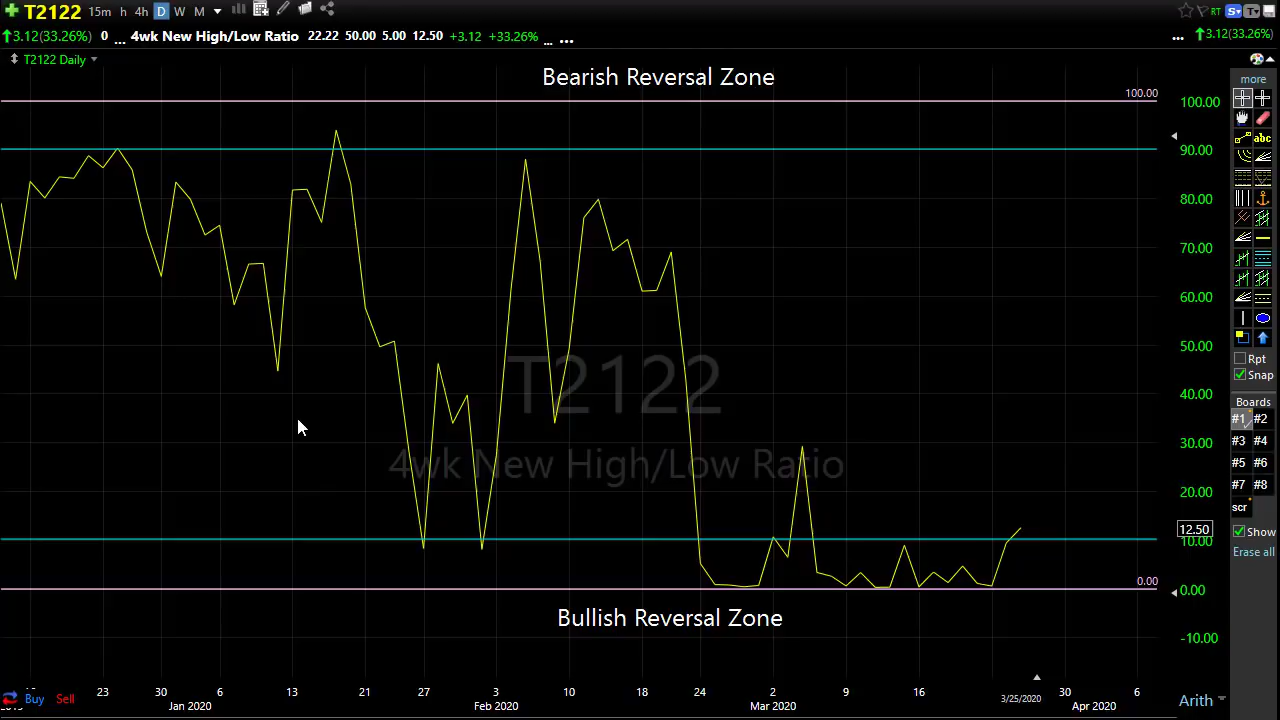 T2122 15m h 4h D W M RT S T
3.12(33.26%) 0 ... 4wk New High/Low Ratio 22.22 50.00 5.00 12.50 +3.12 +33.26% ... ... ... 3.12(33.26%)
T2122 Daily
more
Bearish Reversal Zone
100.00
100.00
90.00
abc
80.00
70.00
60.00
50.00
T2122
Rpt
Snap
40.00
Boards
#1 #2
30.00
#3 #4
4wk New High/Low Ratio
#5 #6
20.00
#7 #8
scr
12.50
10.00
Show
Erase all
0.00
0.00
Bullish Reversal Zone
-10.00
Buy Sell
23 30 6 13 21 27 3 10 18 24 2 9 16 3/25/2020 30 6
Jan 2020 Feb 2020 Mar 2020 Apr 2020
Arith